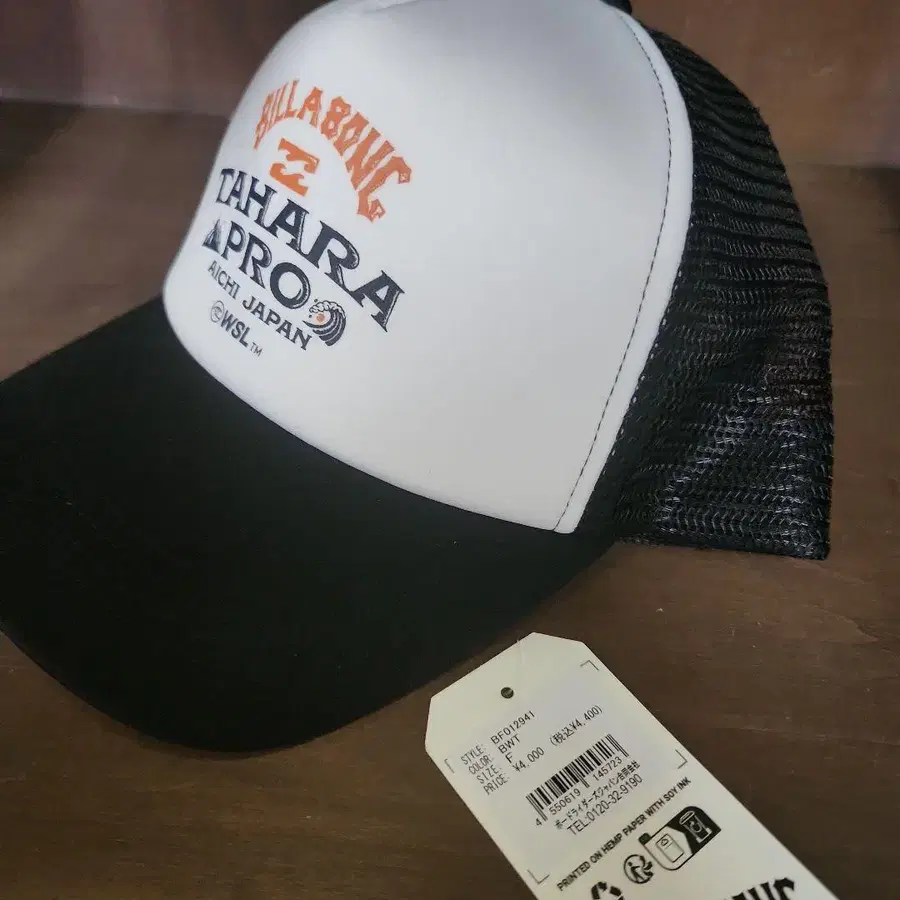 BILLABONG
TAHARA
PRO
AICHI JAPAN
WSL™
STYLE: BF012941
COLOR: BWT
SIZE: F
PRICE: ¥4,000 (税込¥4,400)
4 550619 145723
ボードライダーズジャパン合同会社
TEL:0120-32-9190
PRINTED ON HEMP PAPER WITH SOY INK